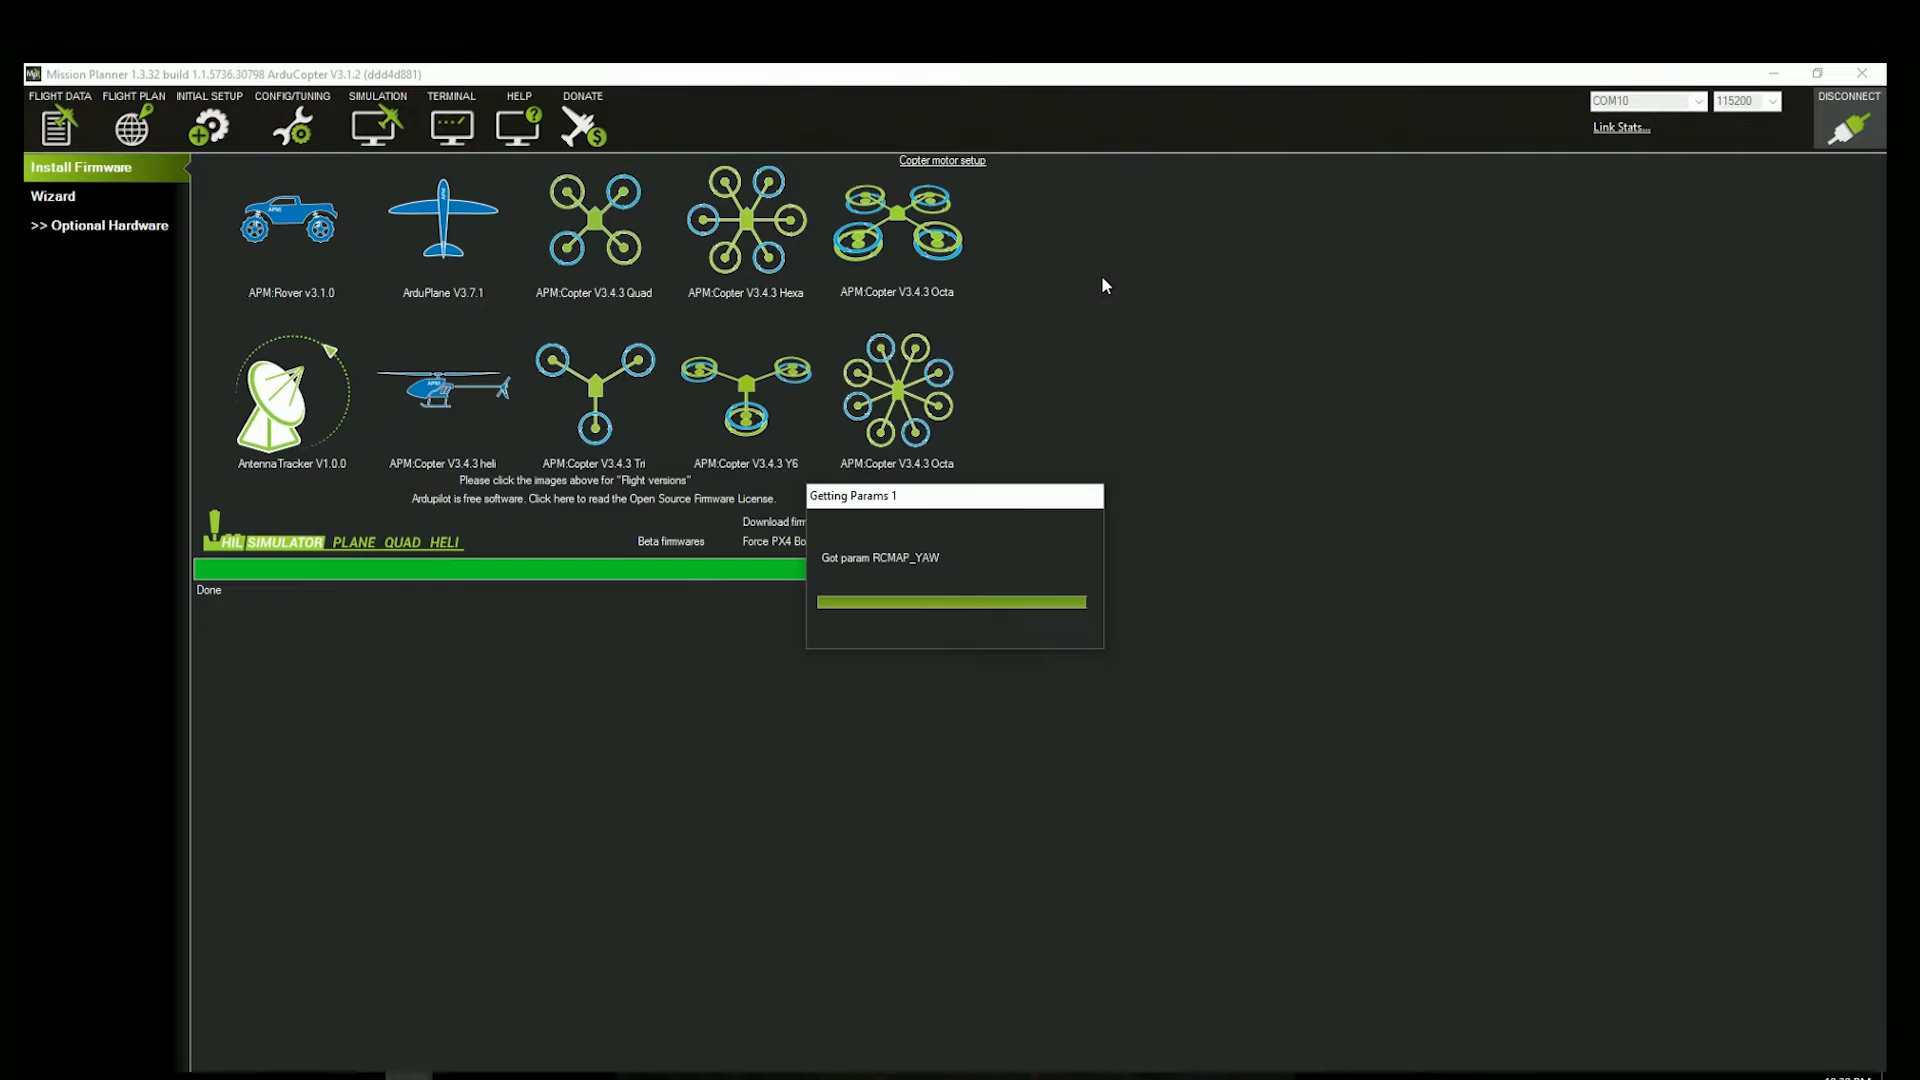 Mission Planner 1.3.32 build 1.1.5736.30798 ArduCopter V3.1.2 (ddd4d881)
FLIGHT DATA FLIGHT PLAN INITIAL SETUP CONFIG/TUNING SIMULATION TERMINAL HELP DONATE
COM10 115200 DISCONNECT
Link Stats...
Install Firmware
Wizard
>> Optional Hardware
Copter motor setup
APM
APM
APM:Rover v3.1.0 ArduPlane V3.7.1 APM:Copter V3.4.3 Quad APM:Copter V3.4.3 Hexa APM:Copter V3.4.3 Octa
APM
AntennaTracker V1.0.0 APM:Copter V3.4.3 heli APM:Copter V3.4.3 Tri APM:Copter V3.4.3 Y6 APM:Copter V3.4.3 Octa
Please click the images above for "Flight versions"
Ardupilot is free software. Click here to read the Open Source Firmware License.
HIL SIMULATOR PLANE QUAD HELI
Download firm
Beta firmwares Force PX4 Bo
Done
Getting Params 1
Got param RCMAP_YAW